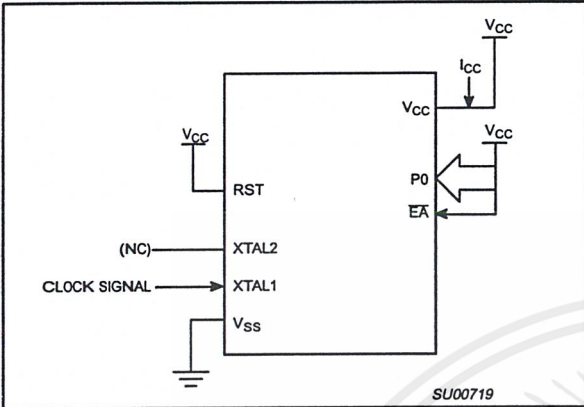 VCC
ICC
VCC
VCC
VCC
P0
RST
EA
(NC)
XTAL2
CLOCK SIGNAL
XTAL1
VSS
SU00719